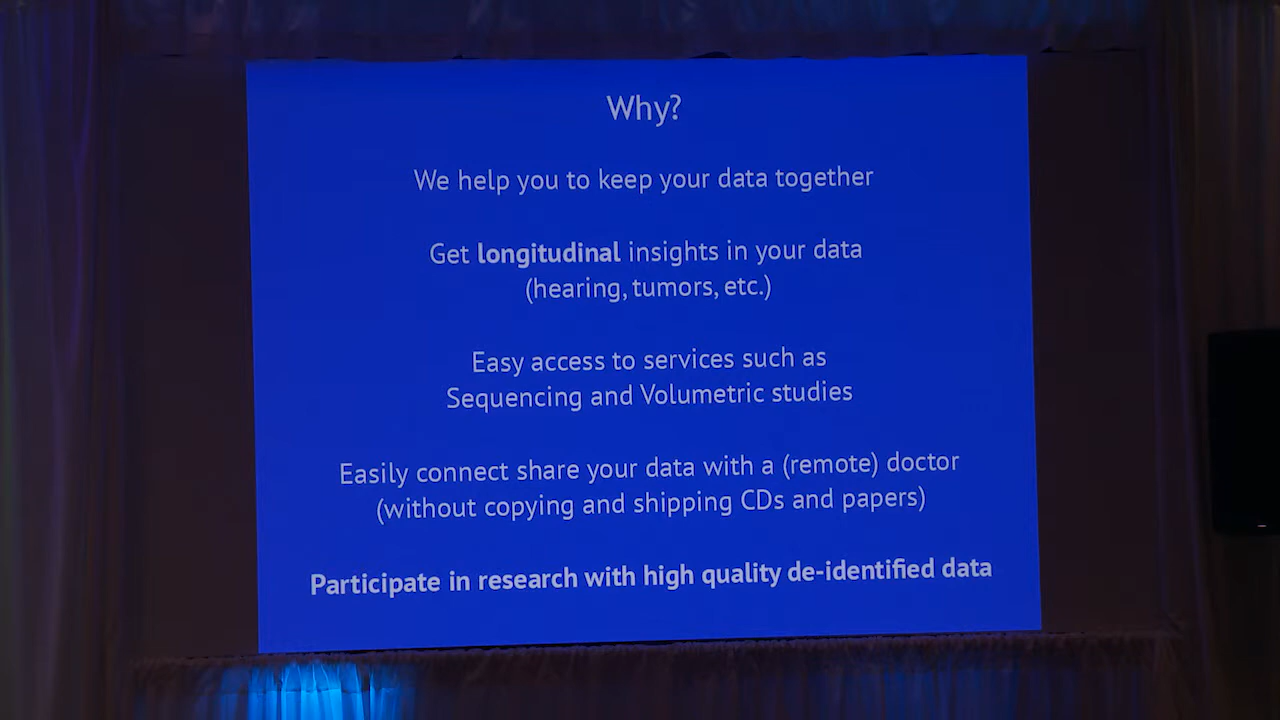 Why?
We help you to keep your data together
Get longitudinal insights in your data
(hearing, tumors, etc.)
Easy access to services such as
Sequencing and Volumetric studies
Easily connect share your data with a (remote) doctor
(without copying and shipping CDs and papers)
Participate in research with high quality de-identified data